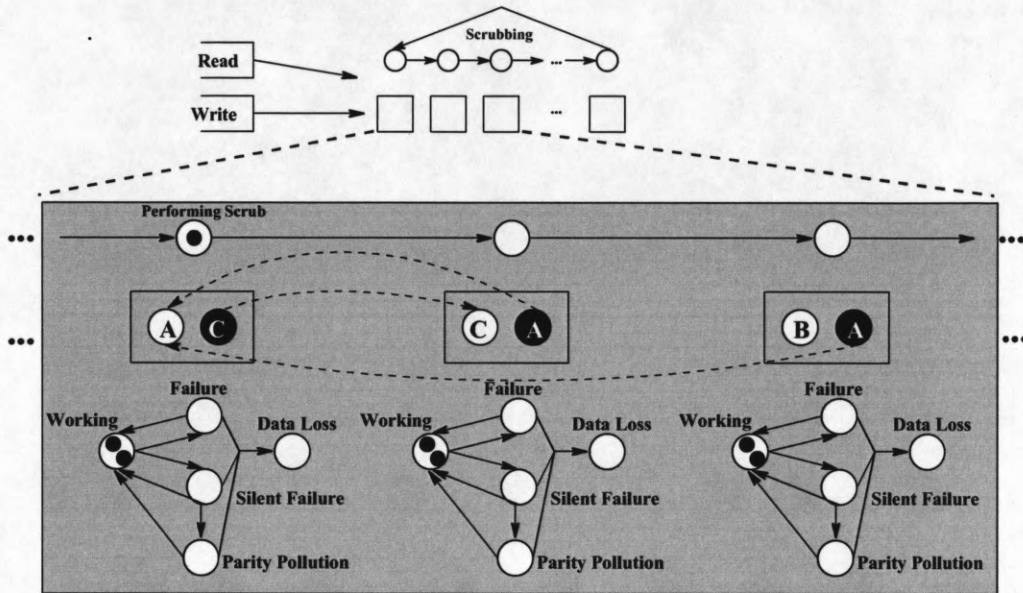 Scrubbing
Read
...
Write
...
Performing Scrub
... ...
A C C A B A
... ...
Failure Failure Failure
Working Data Loss Working Data Loss Working Data Loss
Silent Failure Silent Failure Silent Failure
Parity Pollution Parity Pollution Parity Pollution